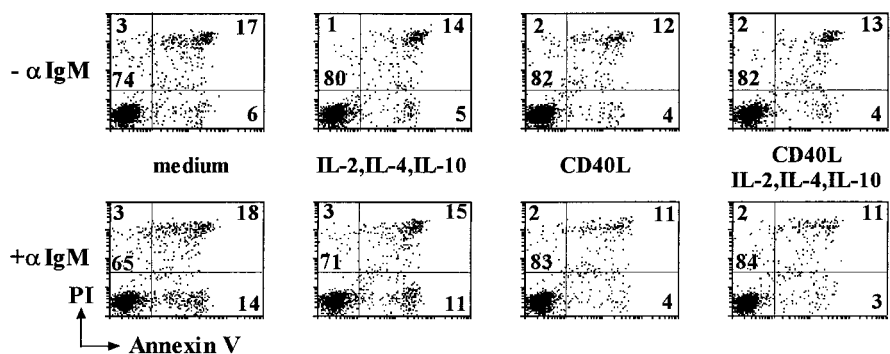 3 17 1 14 2 12 2 13
- α IgM
74 80 82 82
6 5 4 4
medium IL-2,IL-4,IL-10 CD40L CD40L
IL-2,IL-4,IL-10
3 18 3 15 2 11 2 11
+α IgM
65 71 83 84
PI 14 11 4 3
Annexin V